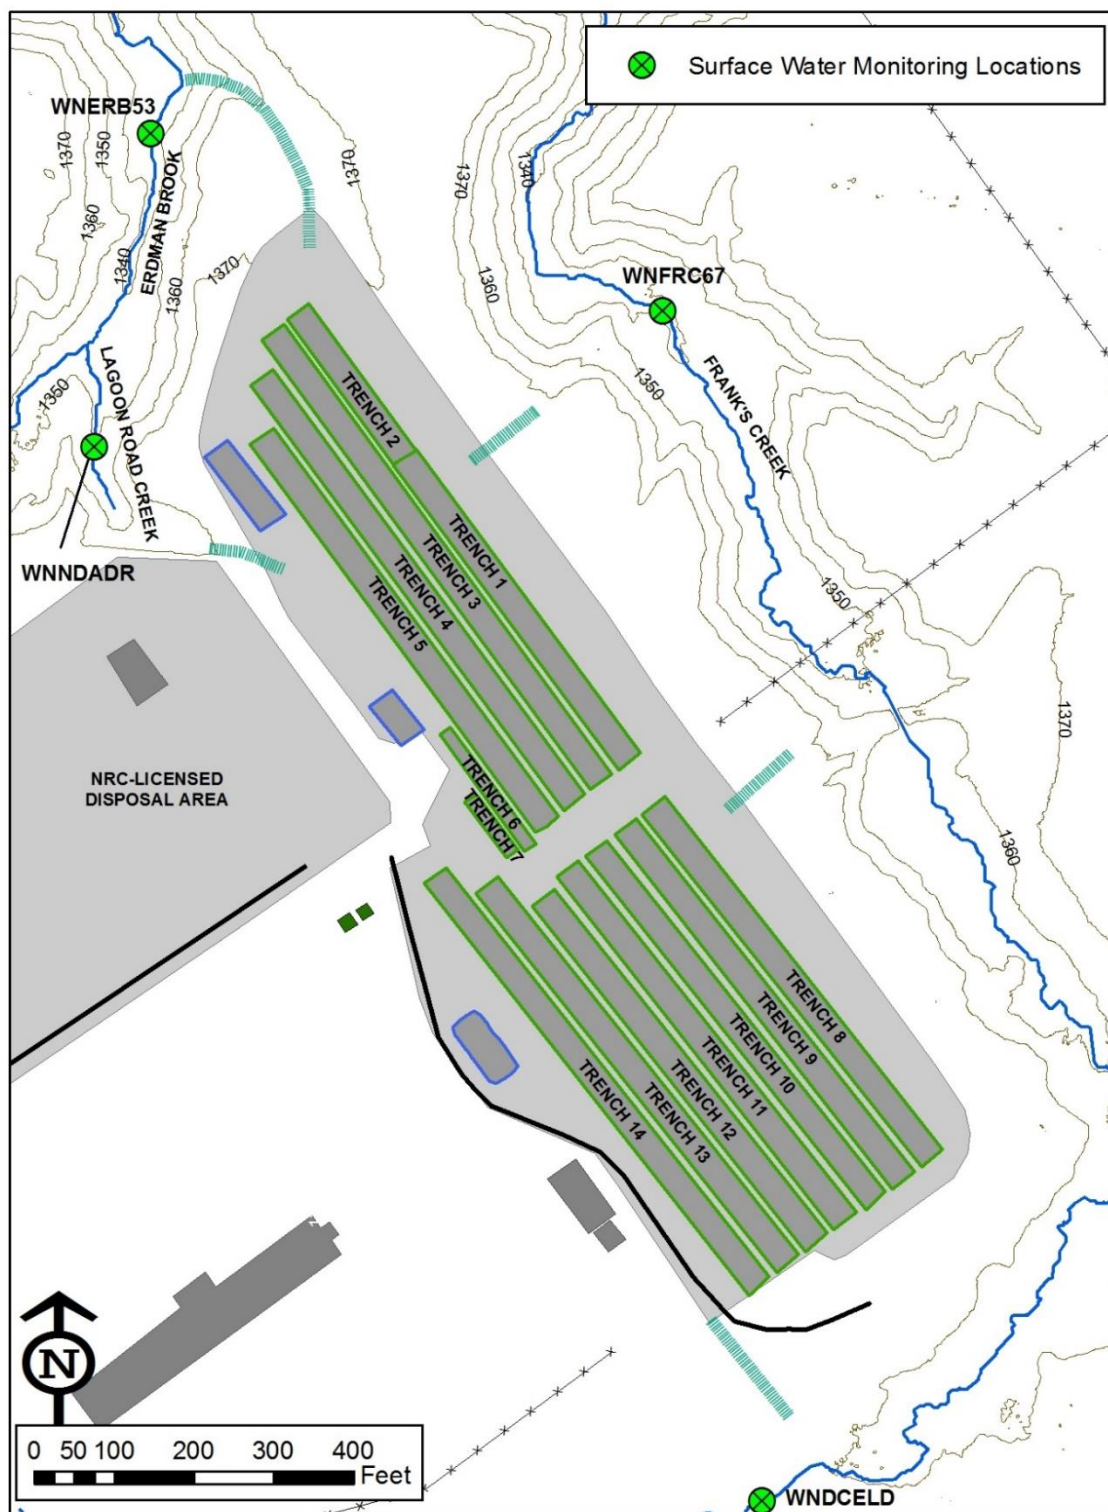 Surface Water Monitoring Locations
WNERB53
1370
1350
1360
1340
ERDMAN BROOK
1360
1370
1370
1370
1340
1360
WNFRC67
1350
FRANK'S CREEK
1350
LAGOON ROAD CREEK
WNNDADR
1350
1370
1360
TRENCH 2
TRENCH 1
TRENCH 3
TRENCH 4
TRENCH 5
TRENCH 6
TRENCH 7
NRC-LICENSED
DISPOSAL AREA
TRENCH 8
TRENCH 9
TRENCH 10
TRENCH 11
TRENCH 12
TRENCH 13
TRENCH 14
N
0 50 100 200 300 400
Feet
WNDCELD